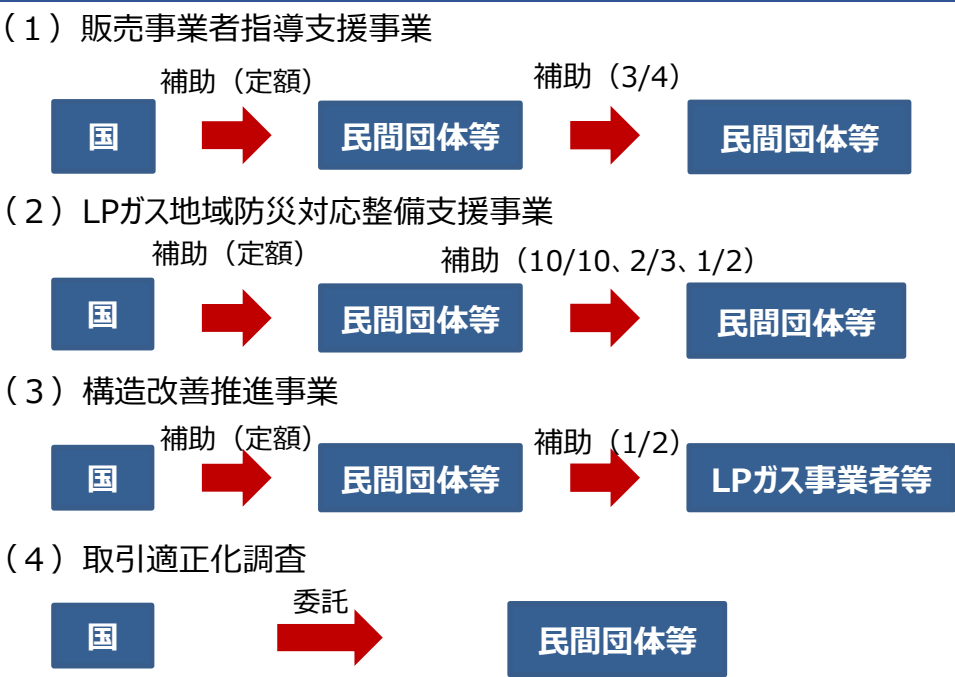 （１）販売事業者指導支援事業
補助（定額） 補助（3/4）
国 民間団体等 民間団体等
（２）LPガス地域防災対応整備支援事業
補助（定額） 補助（10/10、2/3、1/2）
国 民間団体等 民間団体等
（３）構造改善推進事業
補助（定額） 補助（1/2）
国 民間団体等 LPガス事業者等
（４）取引適正化調査
委託
国 民間団体等